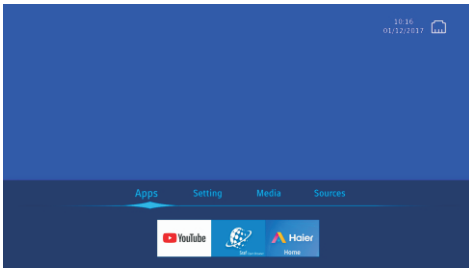 10:16
01/12/2017
Apps Setting Media Sources
YouTube
Haier
Home